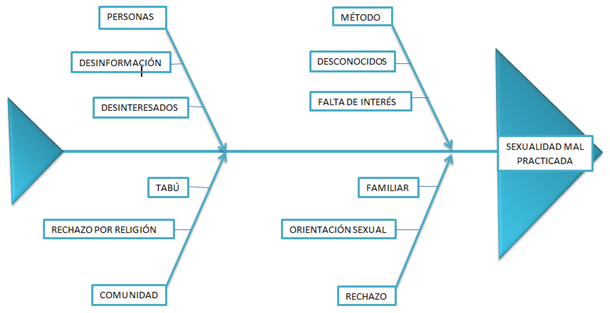 PERSONAS
MÉTODO
DESINFORMACIÓN
DESCONOCIDOS
DESINTERESADOS
FALTA DE INTERÉS
SEXUALIDAD MAL
PRACTICADA
TABÚ
FAMILIAR
RECHAZO POR RELIGIÓN
ORIENTACIÓN SEXUAL
COMUNIDAD
RECHAZO